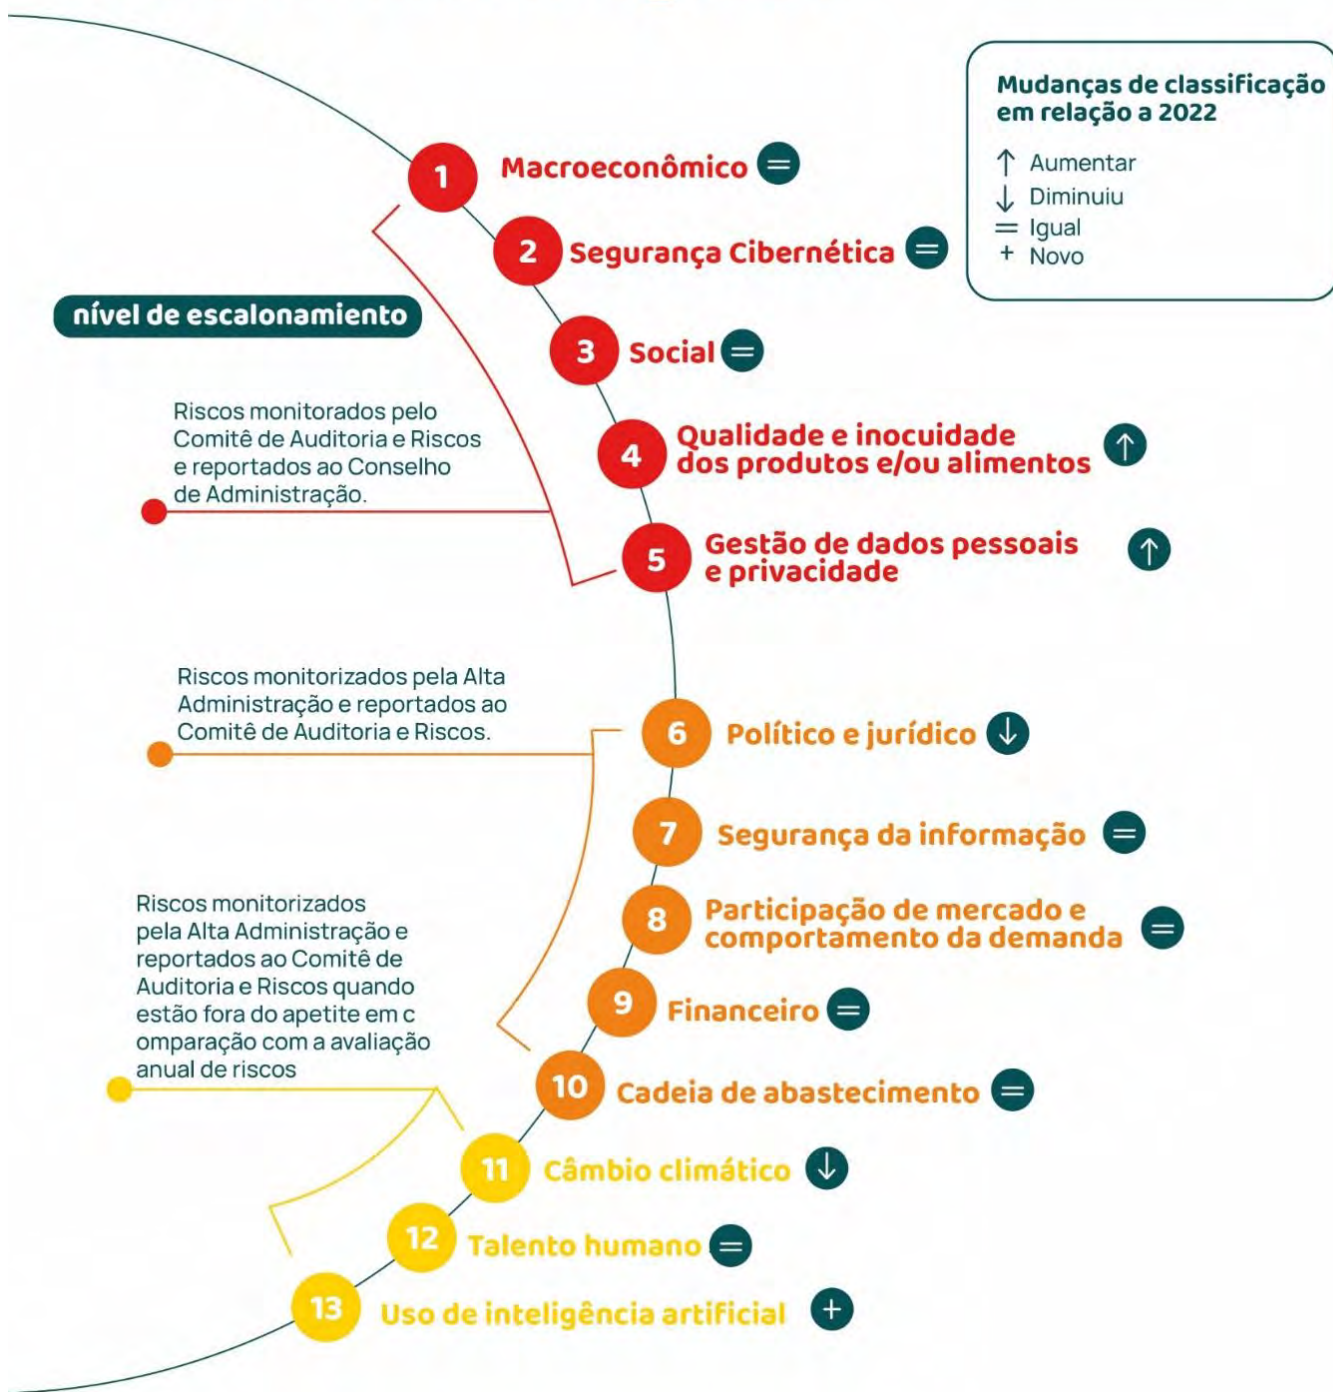 Mudanças de classificação
em relação a 2022
↑ Aumentar
↓ Diminuiu
= Igual
+ Novo
1 Macroeconômico =
2 Segurança Cibernética =
nível de escalonamiento
3 Social =
Riscos monitorados pelo
Comitê de Auditoria e Riscos
e reportados ao Conselho
de Administração.
4 Qualidade e inocuidade
dos produtos e/ou alimentos ↑
5 Gestão de dados pessoais
e privacidade ↑
Riscos monitorizados pela Alta
Administração e reportados ao
Comitê de Auditoria e Riscos.
6 Político e jurídico ↓
7 Segurança da informação =
8 Participação de mercado e
comportamento da demanda =
9 Financeiro =
10 Cadeia de abastecimento =
Riscos monitorizados
pela Alta Administração e
reportados ao Comitê de
Auditoria e Riscos quando
estão fora do apetite em c
omparação com a avaliação
anual de riscos
11 Câmbio climático ↓
12 Talento humano =
13 Uso de inteligência artificial +